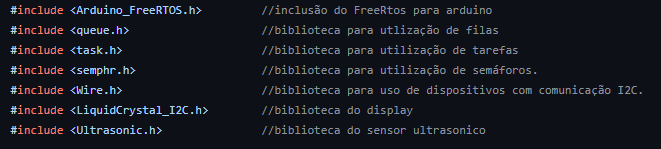 #include <Arduino_FreeRTOS.h> //inclusão do FreeRtos para arduino
#include <queue.h> //biblioteca para utlização de filas
#include <task.h> //biblioteca para utilização de tarefas
#include <semphr.h> //biblioteca para utilização de semáforos.
#include <Wire.h> //biblioteca para uso de dispositivos com comunicação I2C.
#include <LiquidCrystal_I2C.h> //biblioteca do display
#include <Ultrasonic.h> //biblioteca do sensor ultrasonico